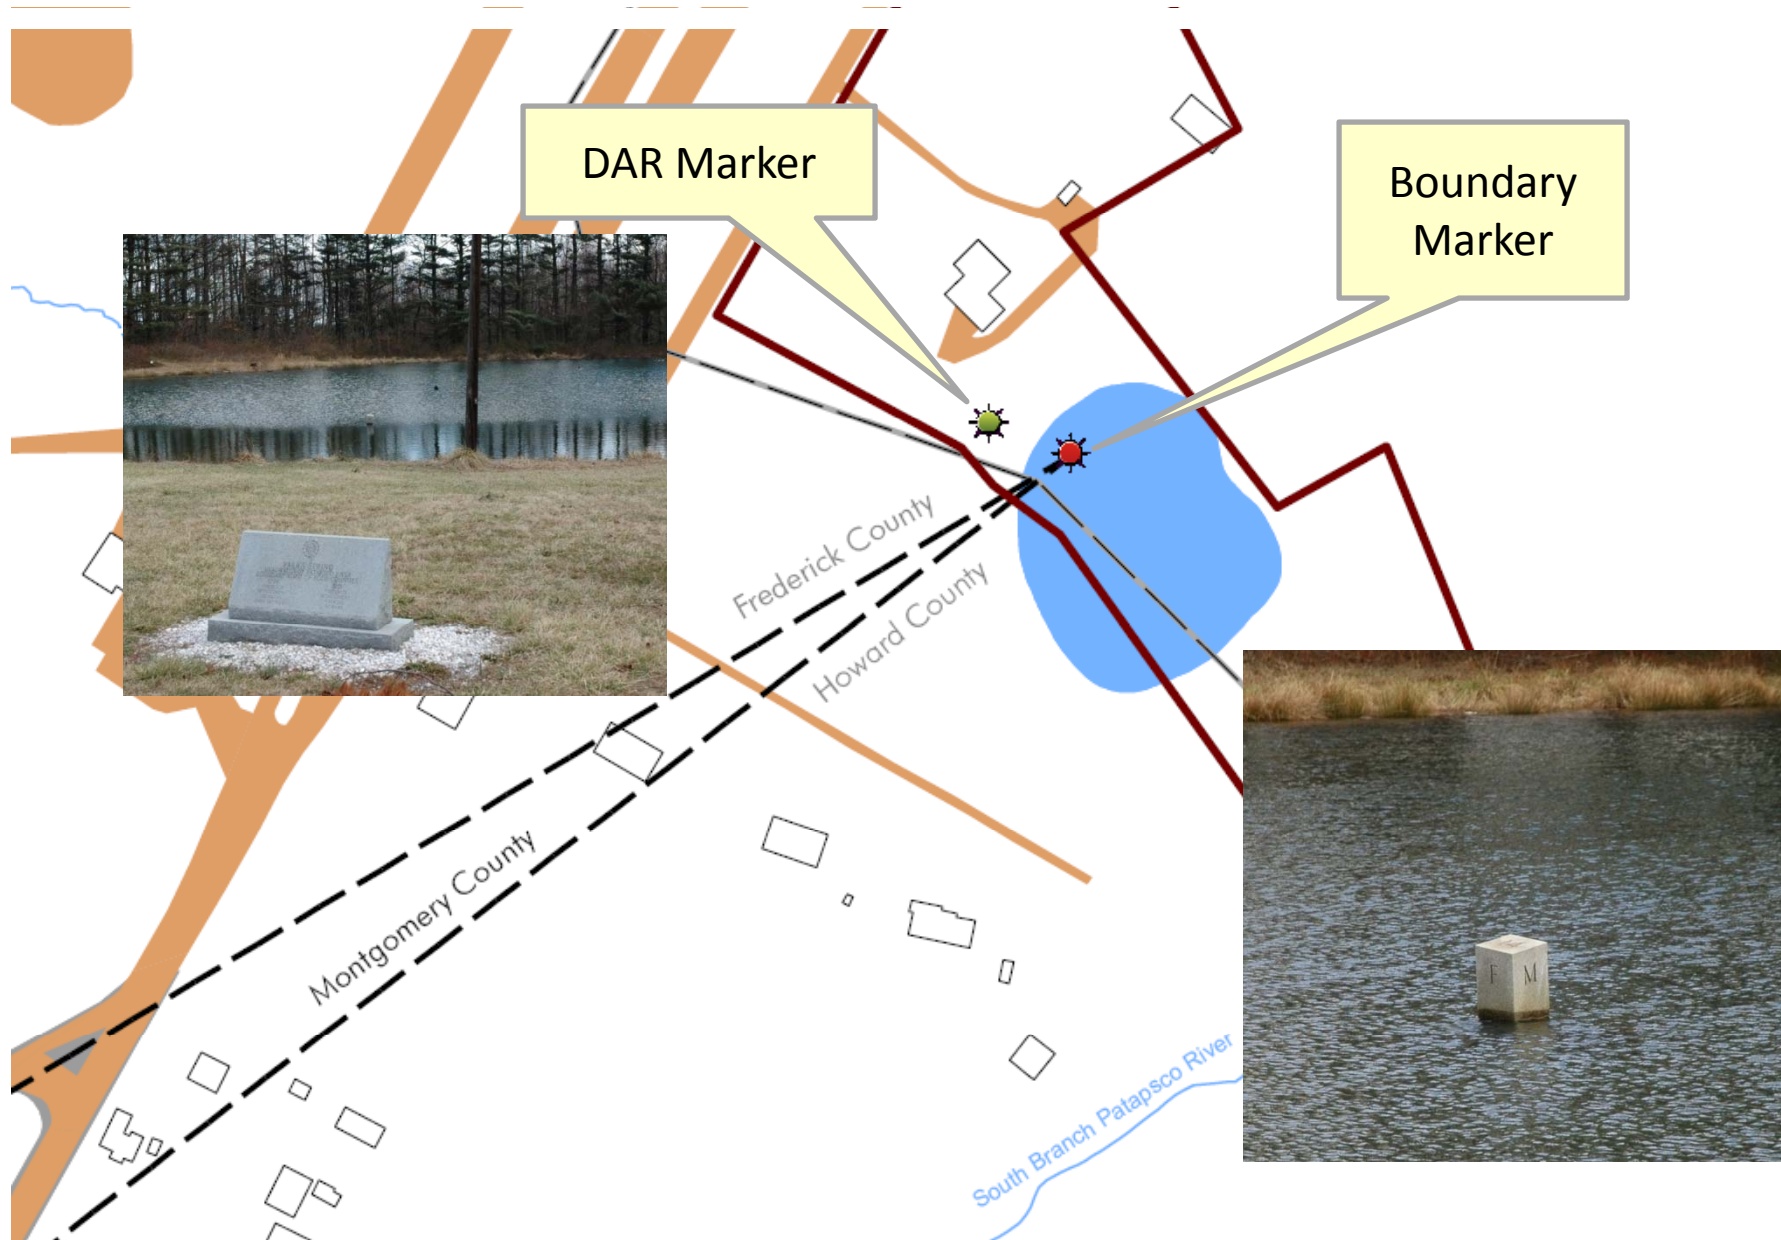 DAR Marker
Boundary
Marker
Frederick County
Howard County
Montgomery County
F M
South Branch Patapsco River